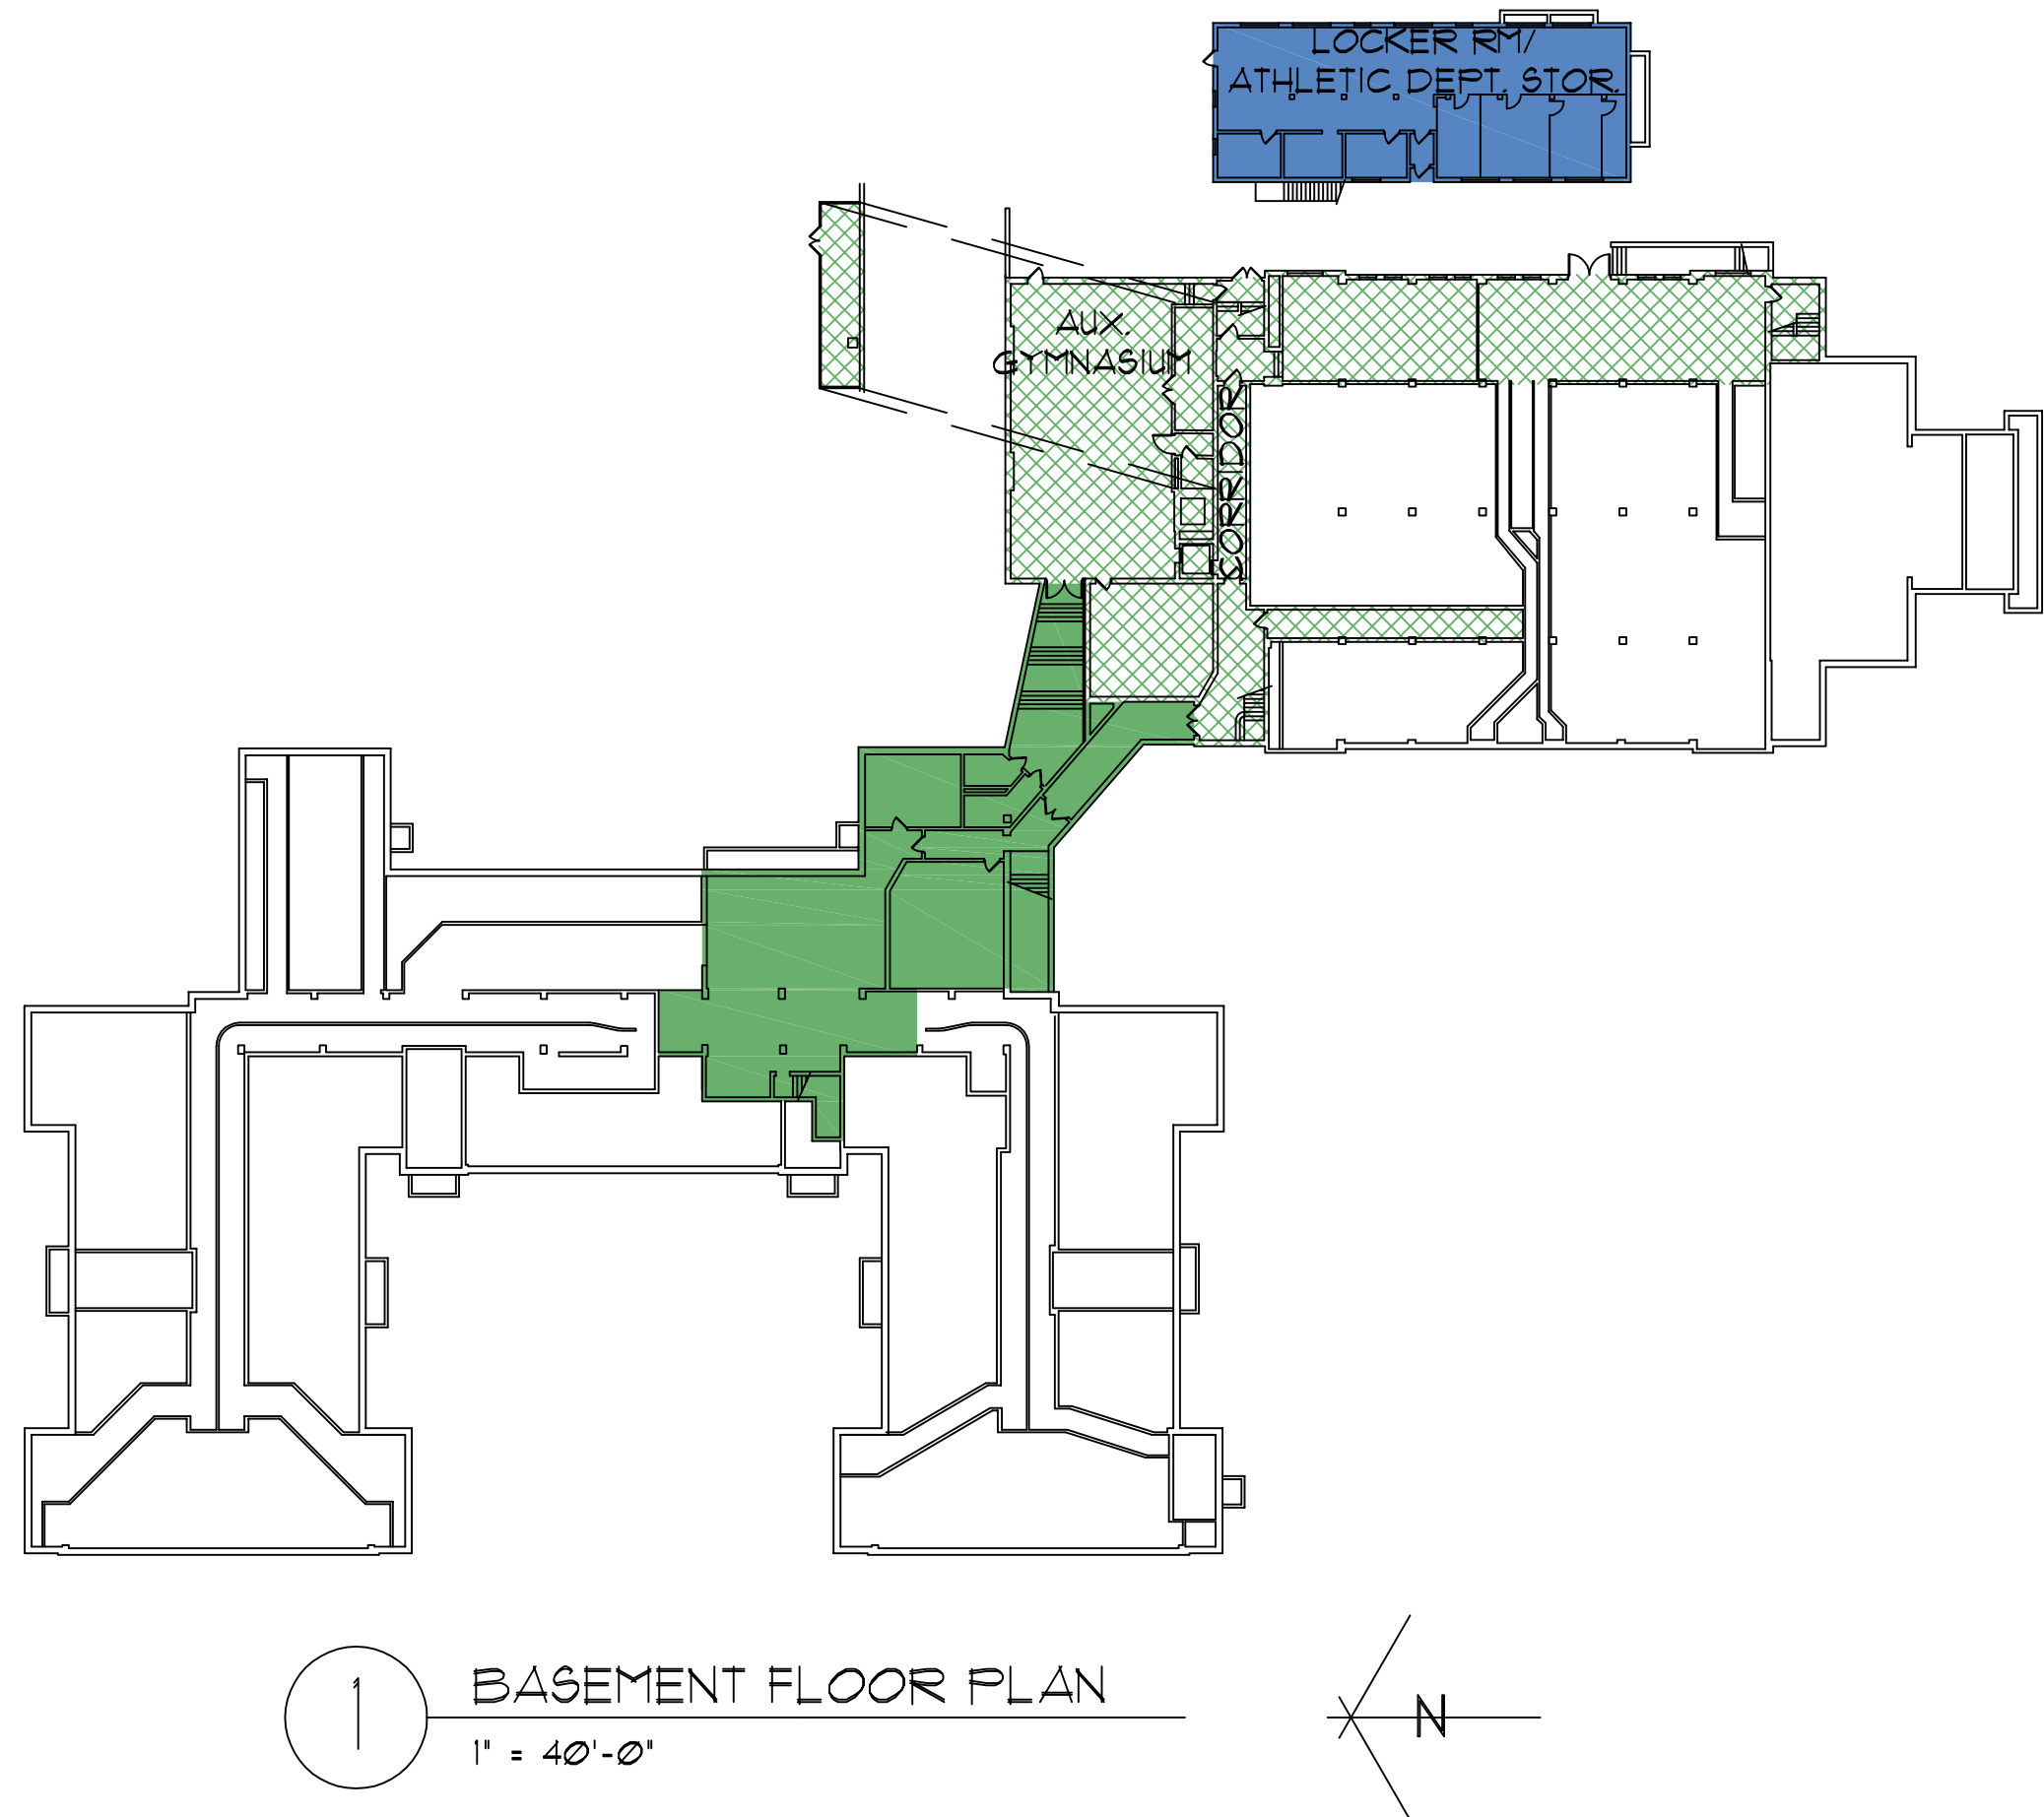 LOCKER RM/
ATHLETIC DEPT. STOR.
AUX.
GYMNASIUM
CORRIDOR
1
BASEMENT FLOOR PLAN
1" = 40'-0"
N